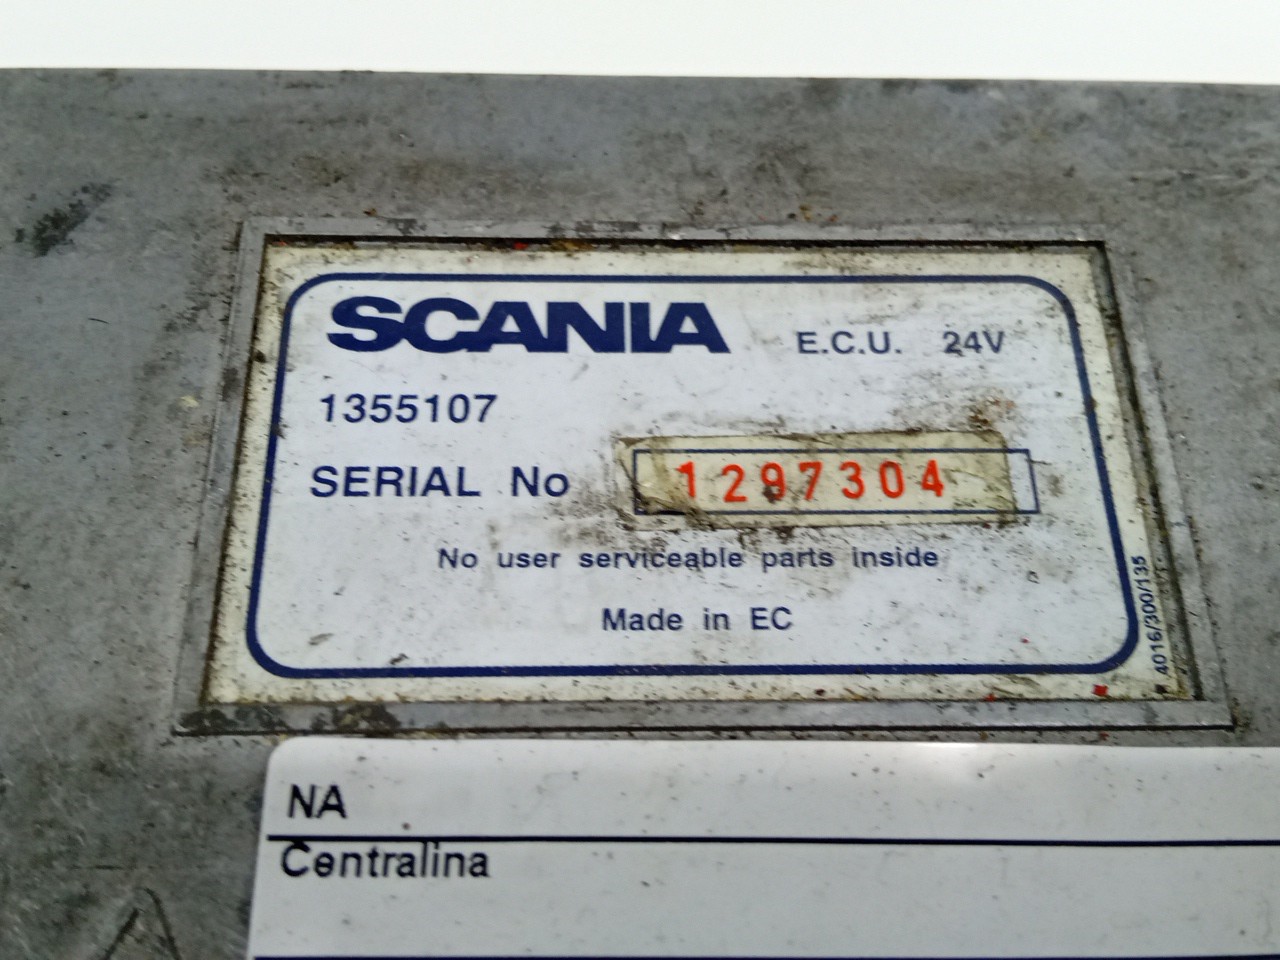 SCANIA E.C.U. 24V
1355107
SERIAL No 1297304
No user serviceable parts inside
Made in EC
4016/300/135
NA
Centralina